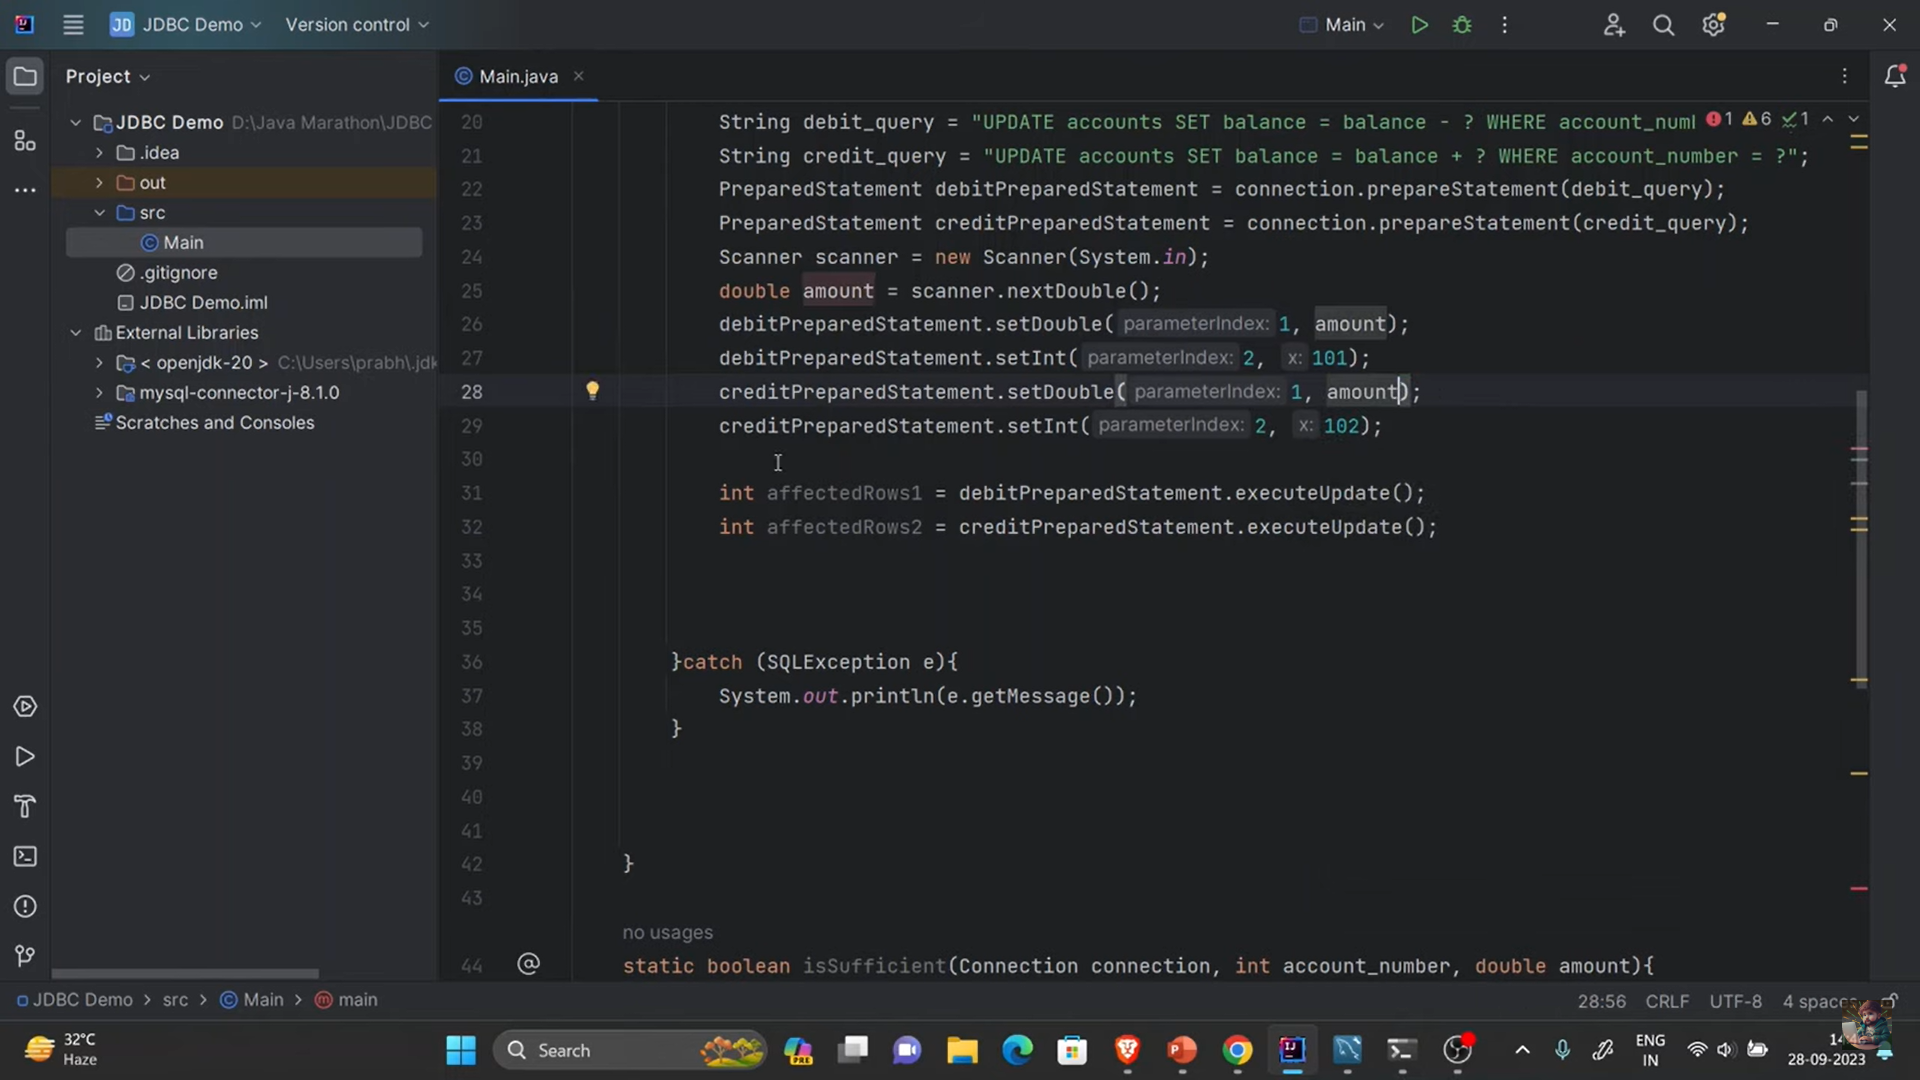 JD JDBC Demo Version control Main
Project
Main.java
JDBC Demo D:\Java Marathon\JDBC
.idea
out
src
Main
.gitignore
JDBC Demo.iml
External Libraries
< openjdk-20 > C:\Users\prabh\.jdk
mysql-connector-j-8.1.0
Scratches and Consoles
20 String debit_query = "UPDATE accounts SET balance = balance - ? WHERE account_num 1 6 1
21 String credit_query = "UPDATE accounts SET balance = balance + ? WHERE account_number = ?";
22 PreparedStatement debitPreparedStatement = connection.prepareStatement(debit_query);
23 PreparedStatement creditPreparedStatement = connection.prepareStatement(credit_query);
24 Scanner scanner = new Scanner(System.in);
25 double amount = scanner.nextDouble();
26 debitPreparedStatement.setDouble( parameterIndex: 1, amount);
27 debitPreparedStatement.setInt( parameterIndex: 2, x: 101);
28 creditPreparedStatement.setDouble( parameterIndex: 1, amount);
29 creditPreparedStatement.setInt( parameterIndex: 2, x: 102);
30
31 int affectedRows1 = debitPreparedStatement.executeUpdate();
32 int affectedRows2 = creditPreparedStatement.executeUpdate();
33
34
35
36 }catch (SQLException e){
37 System.out.println(e.getMessage());
38 }
39
40
41
42 }
43
no usages
44 @ static boolean isSufficient(Connection connection, int account_number, double amount){
JDBC Demo > src > Main > main 28:56 CRLF UTF-8 4 spaces
32°C
Haze
Search
ENG
IN
28-09-2023